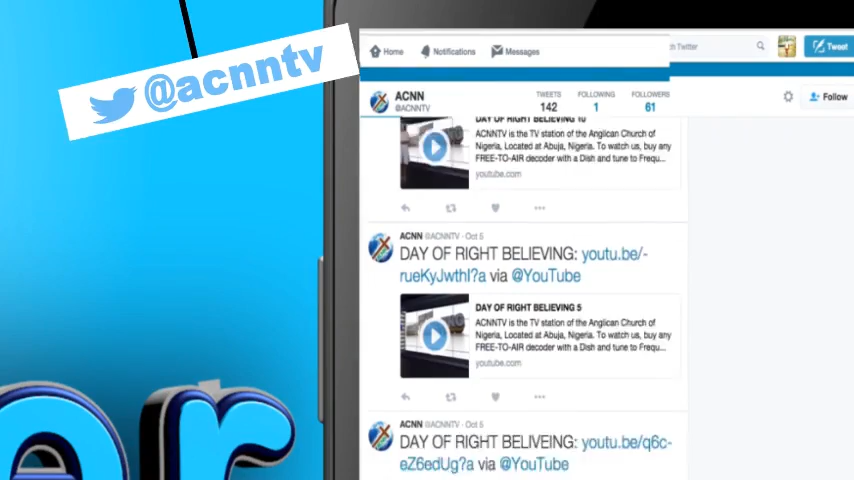 @acnntv
Home Notifications Messages
Twitter
Tweet
ACNN
@ACNNTV
TWEETS FOLLOWING FOLLOWERS
142 1 61
Follow
DAY OF RIGHT BELIEVING 10
ACNNTV is the TV station of the Anglican Church of
Nigeria, Located at Abuja, Nigeria. To watch us, buy any
FREE-TO-AIR decoder with a Dish and tune to Frequ...
youtube.com
ACNN @ACNNTV · Oct 5
DAY OF RIGHT BELIEVING: youtu.be/-
rueKyJwthI?a via @YouTube
DAY OF RIGHT BELIEVING 5
ACNNTV is the TV station of the Anglican Church of
Nigeria, Located at Abuja, Nigeria. To watch us, buy any
FREE-TO-AIR decoder with a Dish and tune to Frequ...
youtube.com
ACNN @ACNNTV · Oct 5
DAY OF RIGHT BELIVEING: youtu.be/q6c-
eZ6edUg?a via @YouTube